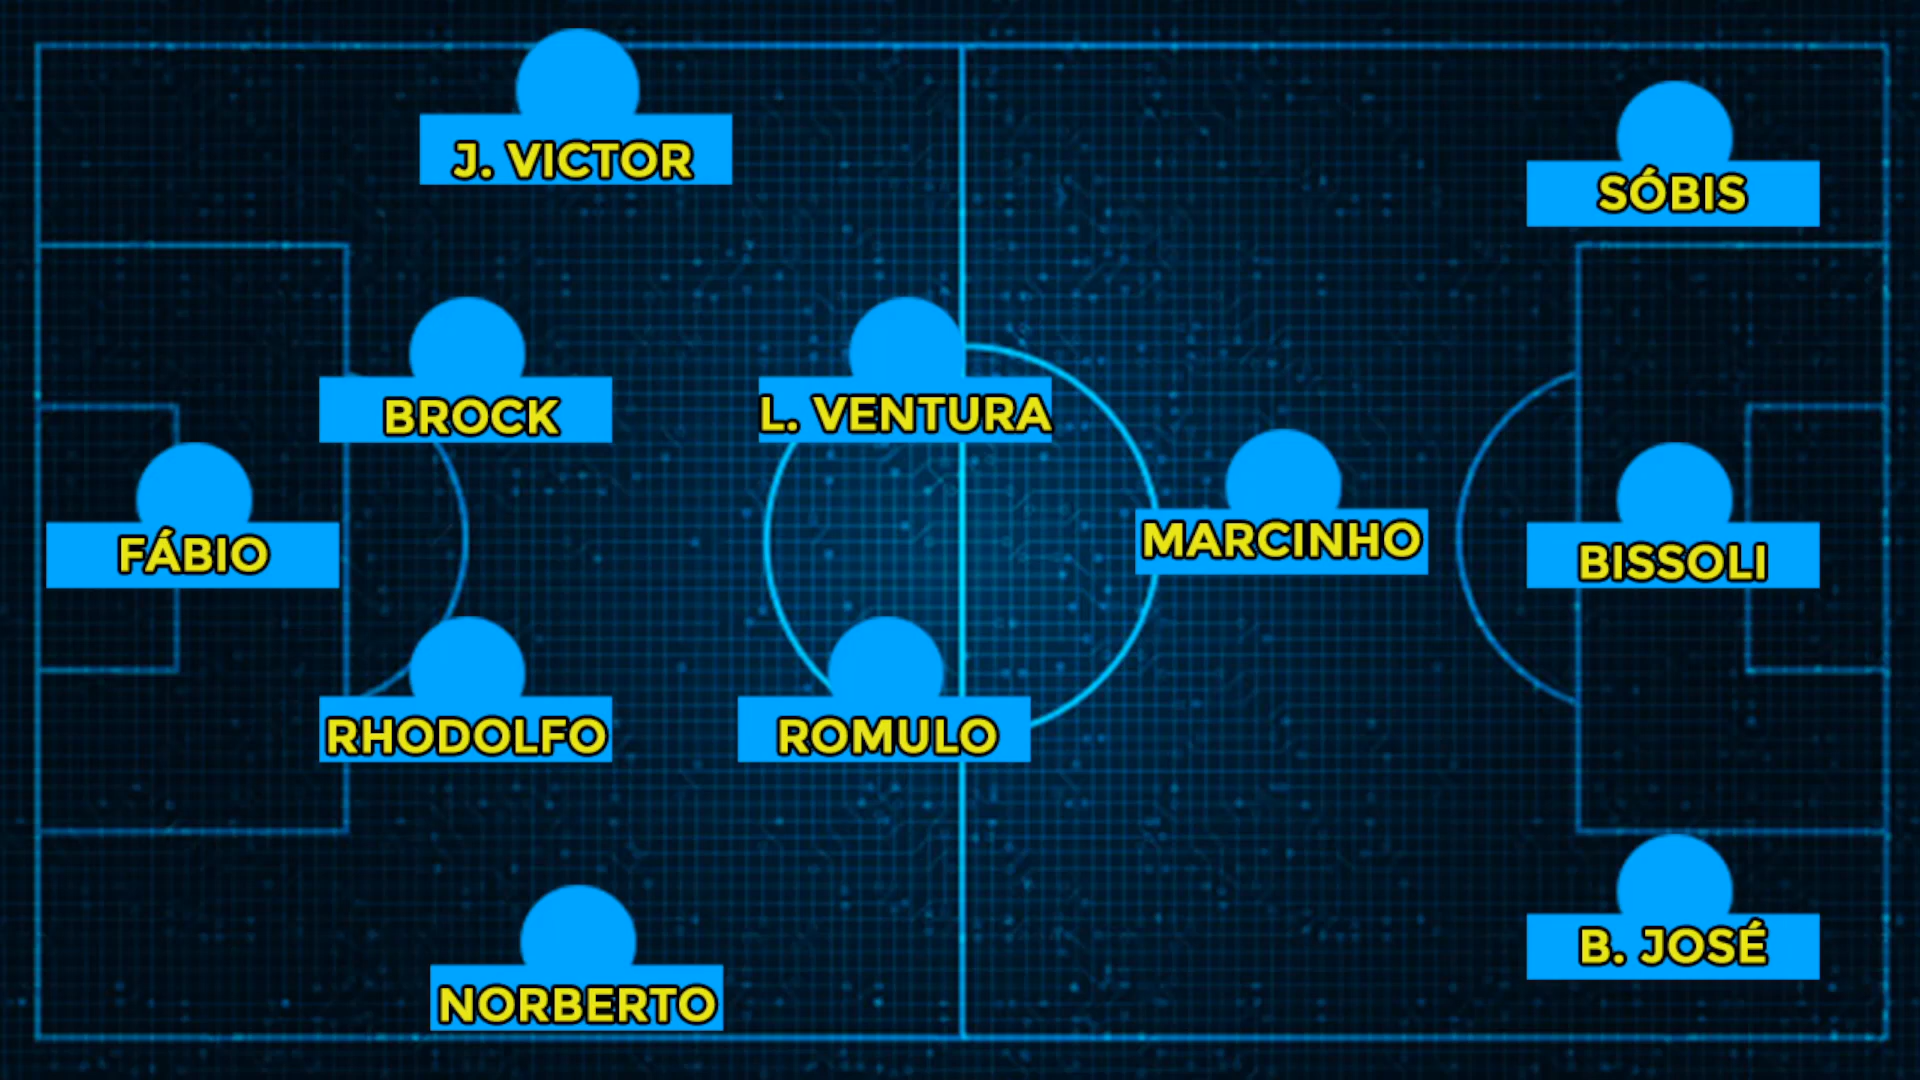 J. VICTOR
SÓBIS
BROCK
L. VENTURA
FÁBIO
MARCINHO
BISSOLI
RHODOLFO
ROMULO
B. JOSÉ
NORBERTO